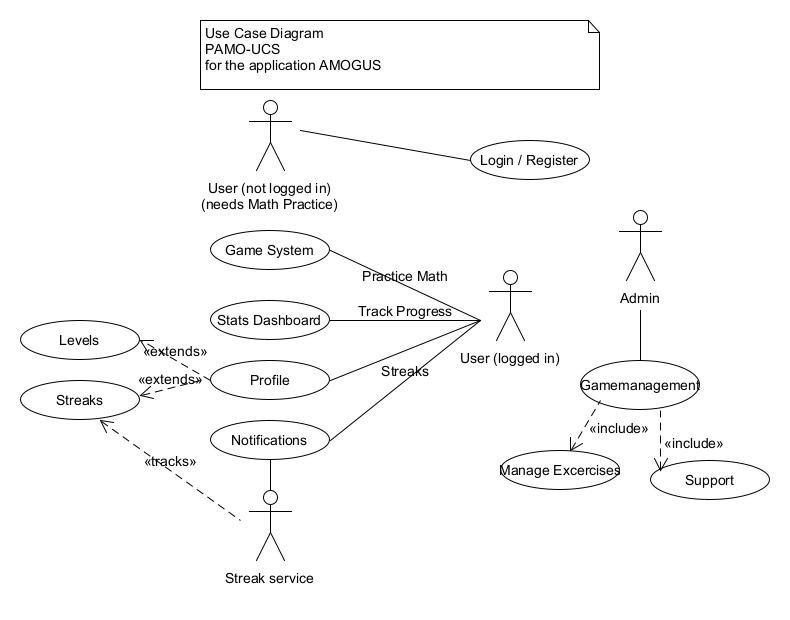 Use Case Diagram
PAMO-UCS
for the application AMOGUS
Login / Register
User (not logged in)
(needs Math Practice)
Game System
Practice Math
Admin
Stats Dashboard
Track Progress
User (logged in)
Levels
«extends»
Profile
Streaks
Gamemanagement
Streaks
«extends»
Notifications
«include»
«include»
«tracks»
Manage Excercises
Support
Streak service